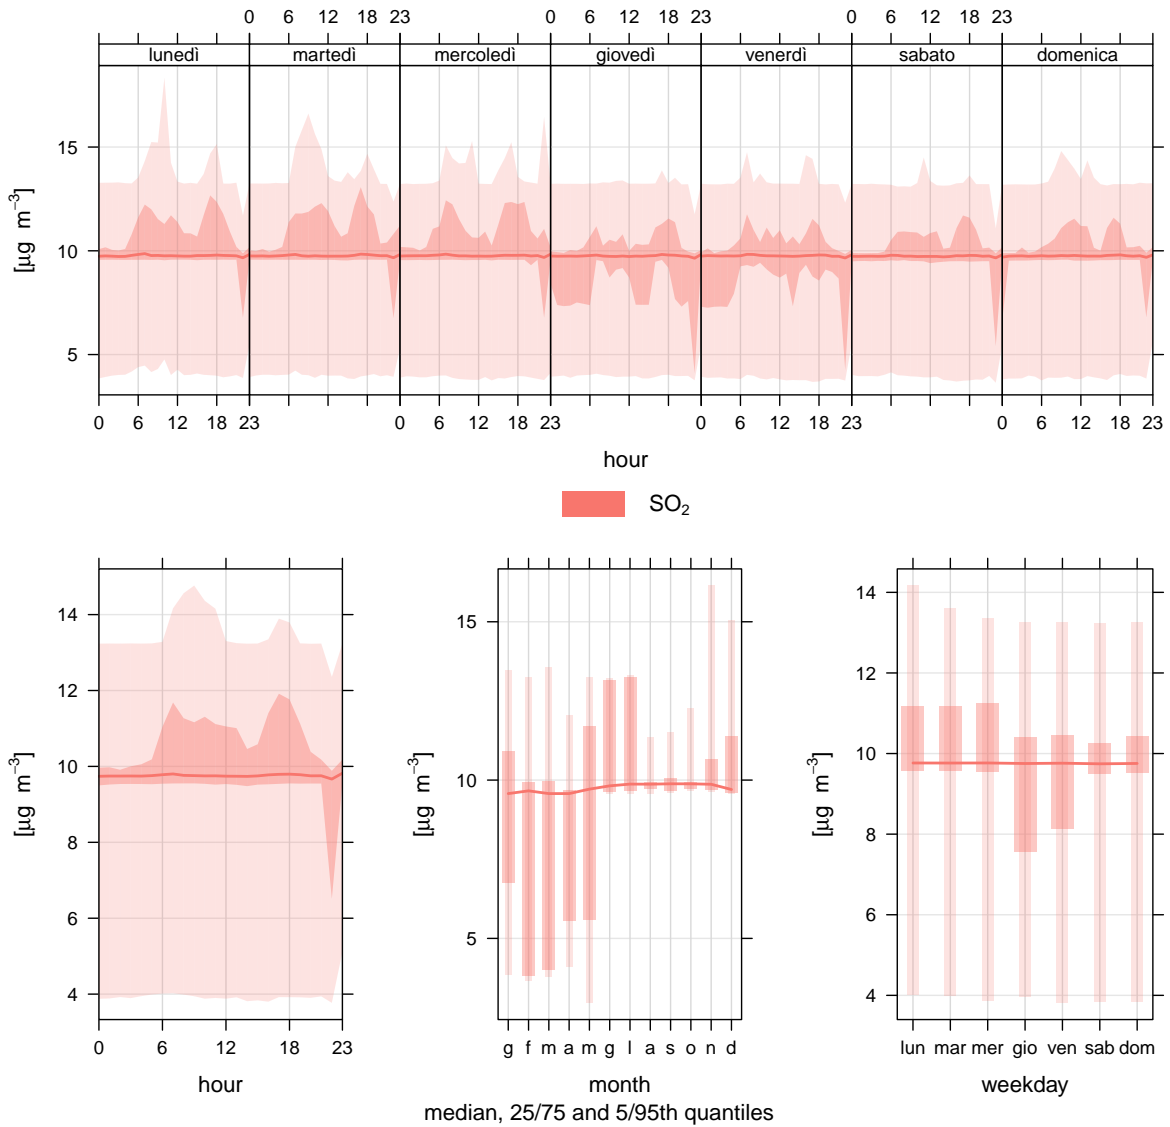 0 6 12 18 23 0 6 12 18 23 0 6 12 18 23
lunedì martedì mercoledì giovedì venerdì sabato domenica
[µg m⁻³]
15
10
5
0 6 12 18 23 0 6 12 18 23 0 6 12 18 23 0 6 12 18 23
hour
SO₂
[µg m⁻³]
14
12
10
8
6
4
0 6 12 18 23
hour
[µg m⁻³]
15
10
5
g f m a m g l a s o n d
month
[µg m⁻³]
14
12
10
8
6
4
lun mar mer gio ven sab dom
weekday
median, 25/75 and 5/95th quantiles